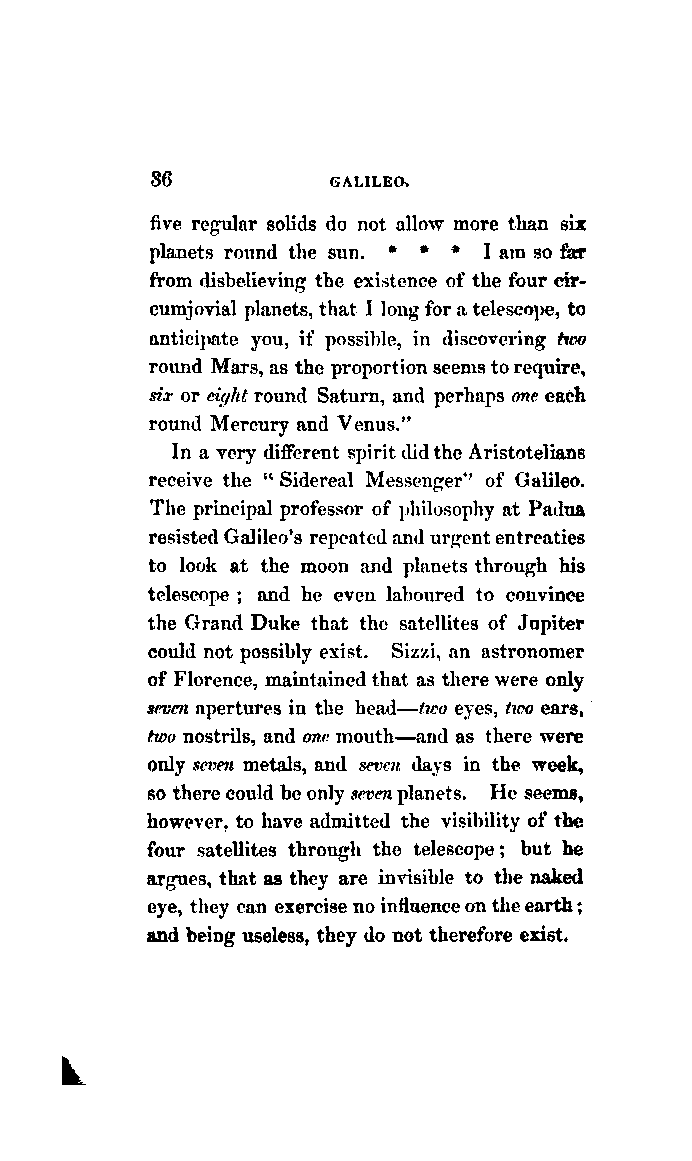 36 GALILEO.
five regular solids do not allow more than six
planets round the sun. * * * I am so far
from disbelieving the existence of the four cir-
cumjovial planets, that I long for a telescope, to
anticipate you, if possible, in discovering two
round Mars, as the proportion seems to require,
six or eight round Saturn, and perhaps one each
round Mercury and Venus."
In a very different spirit did the Aristotelians
receive the "Sidereal Messenger" of Galileo.
The principal professor of philosophy at Padua
resisted Galileo's repeated and urgent entreaties
to look at the moon and planets through his
telescope ; and he even laboured to convince
the Grand Duke that the satellites of Jupiter
could not possibly exist. Sizzi, an astronomer
of Florence, maintained that as there were only
seven apertures in the head—two eyes, two ears,
two nostrils, and one mouth—and as there were
only seven metals, and seven days in the week,
so there could be only seven planets. He seems,
however, to have admitted the visibility of the
four satellites through the telescope ; but he
argues, that as they are invisible to the naked
eye, they can exercise no influence on the earth ;
and being useless, they do not therefore exist.